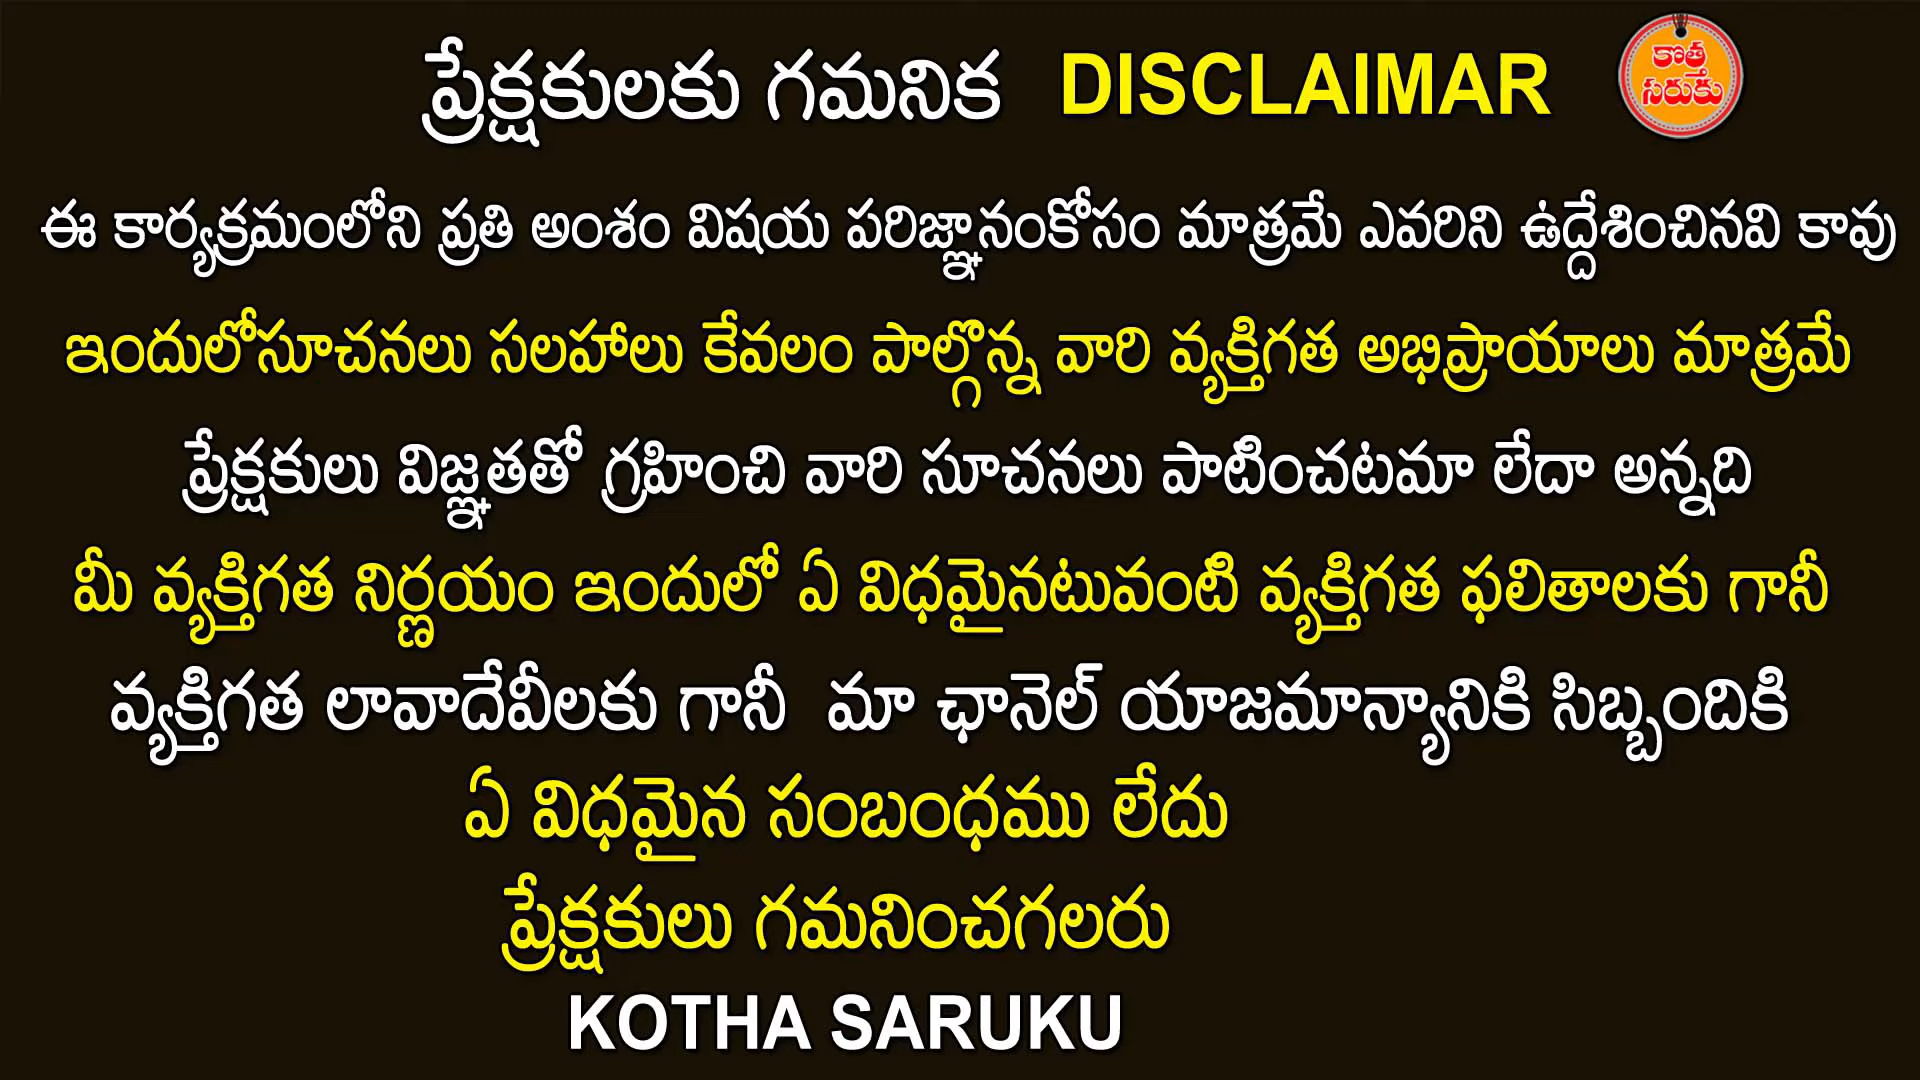 ప్రేక్షకులకు గమనిక DISCLAIMAR
కొత్త
సరుకు
ఈ కార్యక్రమంలోని ప్రతి అంశం విషయ పరిజ్ఞానంకోసం మాత్రమే ఎవరిని ఉద్దేశించినవి కావు
ఇందులోసూచనలు సలహాలు కేవలం పాల్గొన్న వారి వ్యక్తిగత అభిప్రాయాలు మాత్రమే
ప్రేక్షకులు విజ్ఞతతో గ్రహించి వారి సూచనలు పాటించటమా లేదా అన్నది
మీ వ్యక్తిగత నిర్ణయం ఇందులో ఏ విధమైనటువంటి వ్యక్తిగత ఫలితాలకు గానీ
వ్యక్తిగత లావాదేవీలకు గానీ మా ఛానెల్ యాజమాన్యానికి సిబ్బందికి
ఏ విధమైన సంబంధము లేదు
ప్రేక్షకులు గమనించగలరు
KOTHA SARUKU